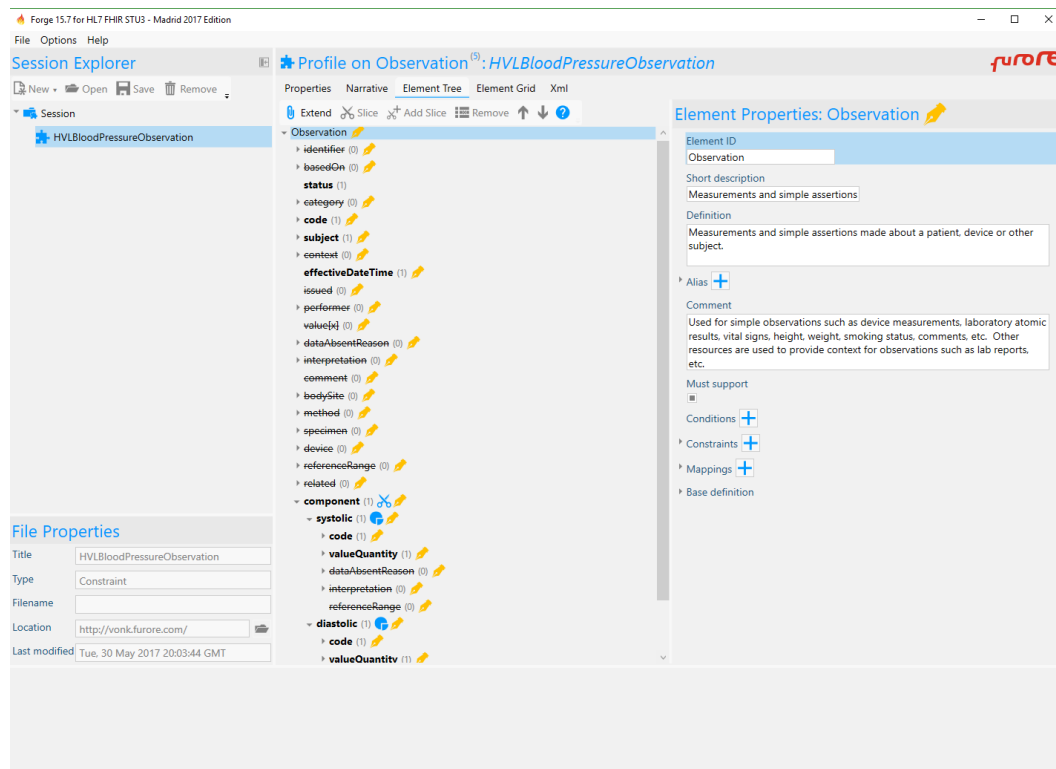 Forge 15.7 for HL7 FHIR STU3 - Madrid 2017 Edition
File Options Help
Session Explorer
New Open Save Remove
Session
HVLBloodPressureObservation
File Properties
Title HVLBloodPressureObservation
Type Constraint
Filename
Location http://vonk.furore.com/
Last modified Tue, 30 May 2017 20:03:44 GMT
Profile on Observation (5): HVLBloodPressureObservation
furore
Properties Narrative Element Tree Element Grid Xml
Extend Slice Add Slice Remove
Observation
identifier (0)
basedOn (0)
status (1)
category (0)
code (1)
subject (1)
context (0)
effectiveDateTime (1)
issued (0)
performer (0)
value[x] (0)
dataAbsentReason (0)
interpretation (0)
comment (0)
bodySite (0)
method (0)
specimen (0)
device (0)
referenceRange (0)
related (0)
component (1)
systolic (1)
code (1)
valueQuantity (1)
dataAbsentReason (0)
interpretation (0)
referenceRange (0)
diastolic (1)
code (1)
valueQuantity (1)
Element Properties: Observation
Element ID
Observation
Short description
Measurements and simple assertions
Definition
Measurements and simple assertions made about a patient, device or other
subject.
Alias
Comment
Used for simple observations such as device measurements, laboratory atomic
results, vital signs, height, weight, smoking status, comments, etc. Other
resources are used to provide context for observations such as lab reports,
etc.
Must support
Conditions
Constraints
Mappings
Base definition